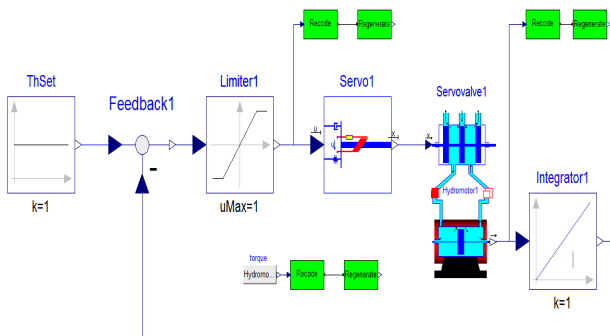 Recode
Regenerate
Recode
Regenerate
ThSet
Feedback1
Limiter1
Servo1
Servovalve1
u
x
x
u
-
Hydromotor1
Integrator1
k=1
uMax=1
torque
Hydromo...
Recode
Regenerate
k=1